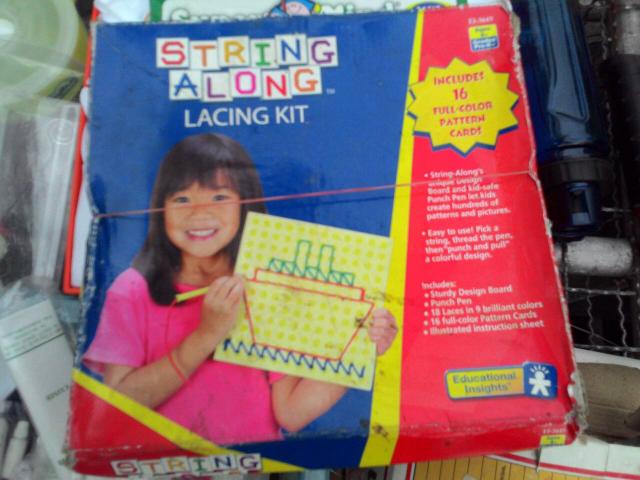 STRING
ALONG™
LACING KIT
INCLUDES
16
FULL-COLOR
PATTERN
CARDS!
• String-Along's
unique Design
Board and kid-safe
Punch Pen let kids
create hundreds of
patterns and pictures.
• Easy to use! Pick a
string, thread the pen,
then "punch and pull"
a colorful design.
Includes:
• Sturdy Design Board
• Punch Pen
• 18 Laces in 9 brilliant colors
• 16 full-color Pattern Cards
• Illustrated instruction sheet
Educational
Insights
STRING